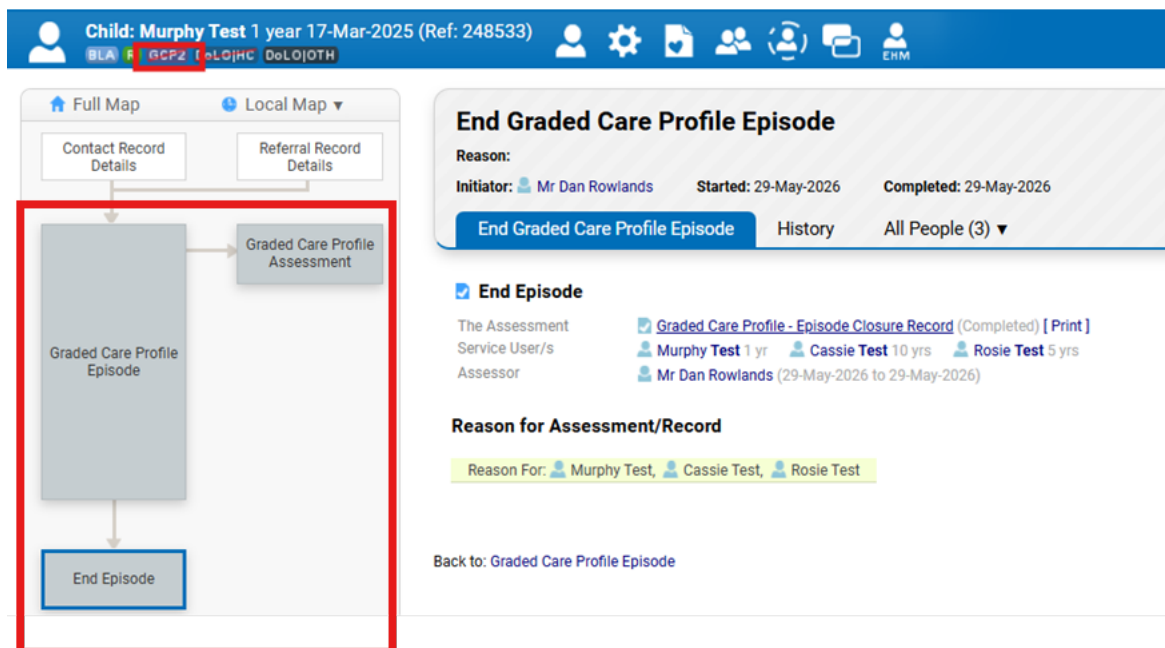 Child: Murphy Test 1 year 17-Mar-2025 (Ref: 248533)
BLA GCP2 DoLO|HC DoLO|OTH
EHM
Full Map Local Map ▼
Contact Record Details
Referral Record Details
Graded Care Profile Episode
Graded Care Profile Assessment
End Episode
End Graded Care Profile Episode
Reason:
Initiator: Mr Dan Rowlands Started: 29-May-2026 Completed: 29-May-2026
End Graded Care Profile Episode History All People (3) ▼
End Episode
The Assessment Graded Care Profile - Episode Closure Record (Completed) [ Print ]
Service User/s Murphy Test 1 yr Cassie Test 10 yrs Rosie Test 5 yrs
Assessor Mr Dan Rowlands (29-May-2026 to 29-May-2026)
Reason for Assessment/Record
Reason For: Murphy Test, Cassie Test, Rosie Test
Back to: Graded Care Profile Episode